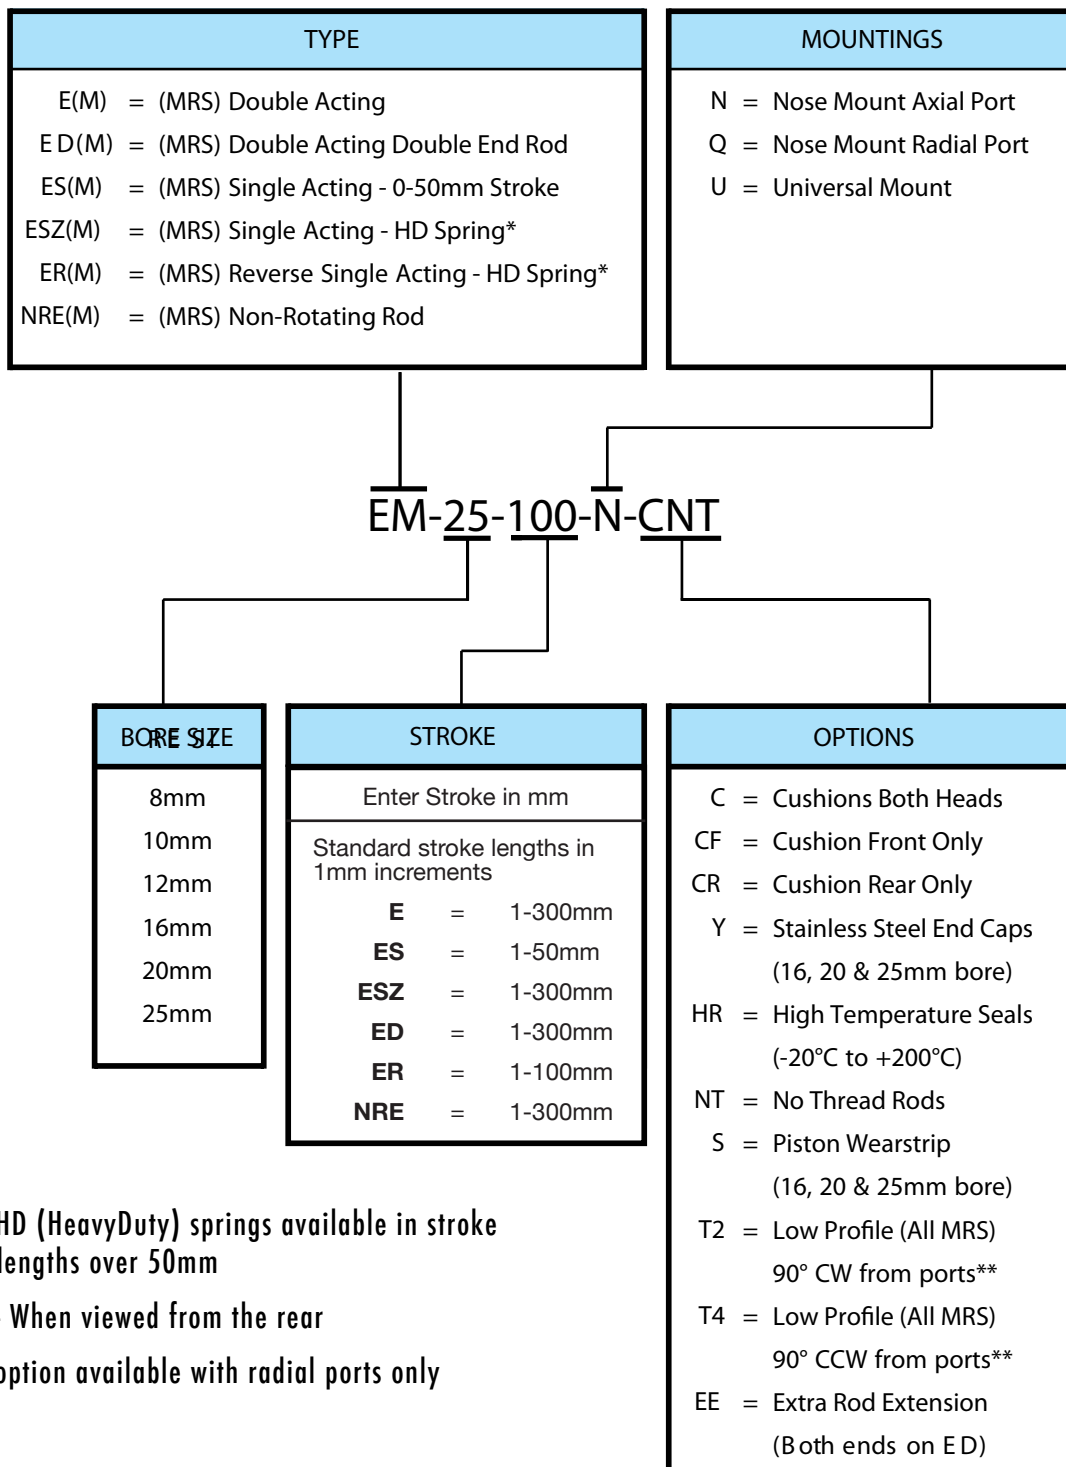 TYPE
E(M) = (MRS) Double Acting
ED(M) = (MRS) Double Acting Double End Rod
ES(M) = (MRS) Single Acting - 0-50mm Stroke
ESZ(M) = (MRS) Single Acting - HD Spring*
ER(M) = (MRS) Reverse Single Acting - HD Spring*
NRE(M) = (MRS) Non-Rotating Rod
MOUNTINGS
N = Nose Mount Axial Port
Q = Nose Mount Radial Port
U = Universal Mount
EM-25-100-N-CNT
BORE SIZE
8mm
10mm
12mm
16mm
20mm
25mm
STROKE
Enter Stroke in mm
Standard stroke lengths in
1mm increments
E = 1-300mm
ES = 1-50mm
ESZ = 1-300mm
ED = 1-300mm
ER = 1-100mm
NRE = 1-300mm
OPTIONS
C = Cushions Both Heads
CF = Cushion Front Only
CR = Cushion Rear Only
Y = Stainless Steel End Caps
(16, 20 & 25mm bore)
HR = High Temperature Seals
(-20°C to +200°C)
NT = No Thread Rods
S = Piston Wearstrip
(16, 20 & 25mm bore)
T2 = Low Profile (All MRS)
90° CW from ports**
T4 = Low Profile (All MRS)
90° CCW from ports**
EE = Extra Rod Extension
(Both ends on ED)
HD (HeavyDuty) springs available in stroke
lengths over 50mm
When viewed from the rear
option available with radial ports only